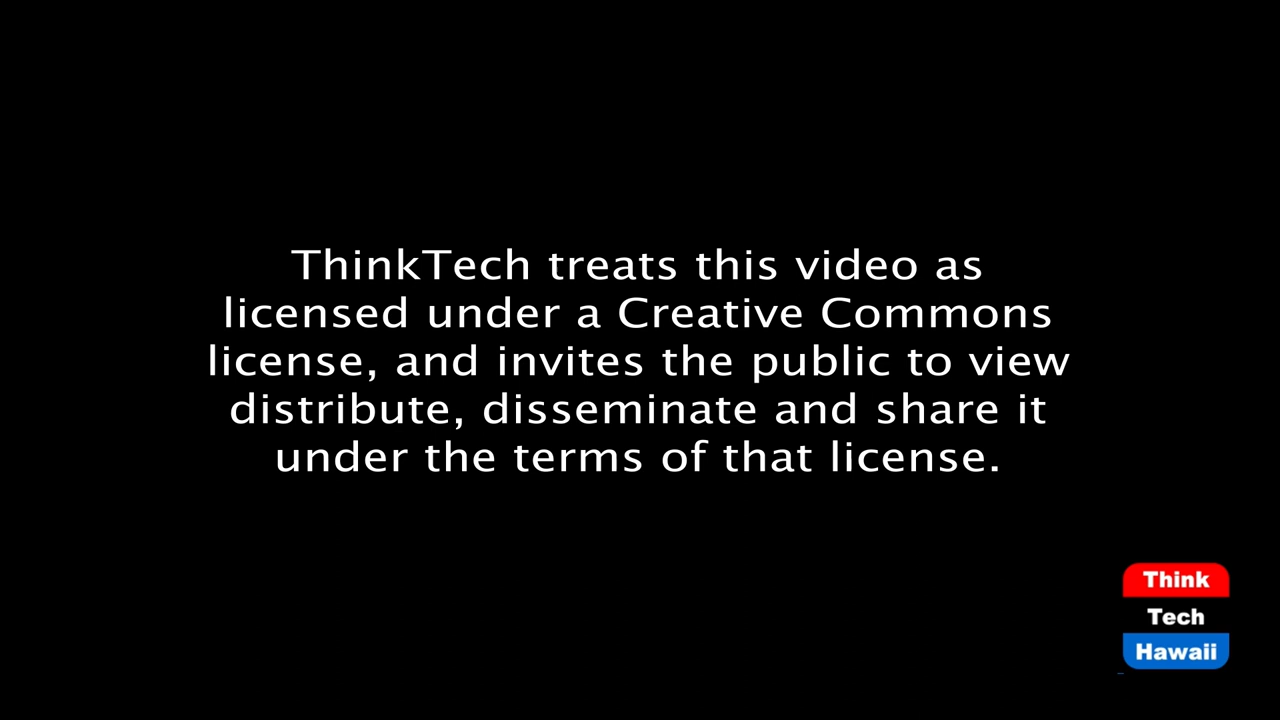 ThinkTech treats this video as
licensed under a Creative Commons
license, and invites the public to view
distribute, disseminate and share it
under the terms of that license.
Think
Tech
Hawaii